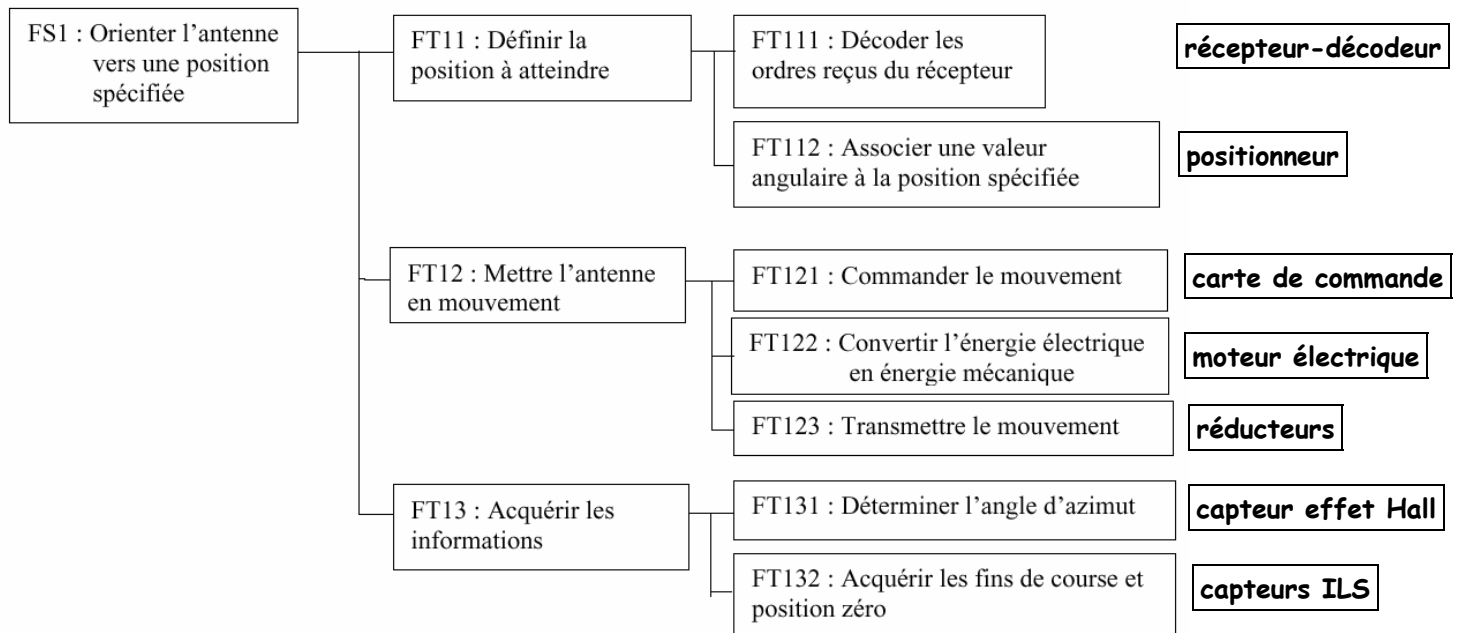 FS1 : Orienter l’antenne
vers une position
spécifiée
FT11 : Définir la
position à atteindre
FT111 : Décoder les
ordres reçus du récepteur
récepteur-décodeur
FT112 : Associer une valeur
angulaire à la position spécifiée
positionneur
FT12 : Mettre l’antenne
en mouvement
FT121 : Commander le mouvement
carte de commande
FT122 : Convertir l’énergie électrique
en énergie mécanique
moteur électrique
FT123 : Transmettre le mouvement
réducteurs
FT13 : Acquérir les
informations
FT131 : Déterminer l’angle d’azimut
capteur effet Hall
FT132 : Acquérir les fins de course et
position zéro
capteurs ILS